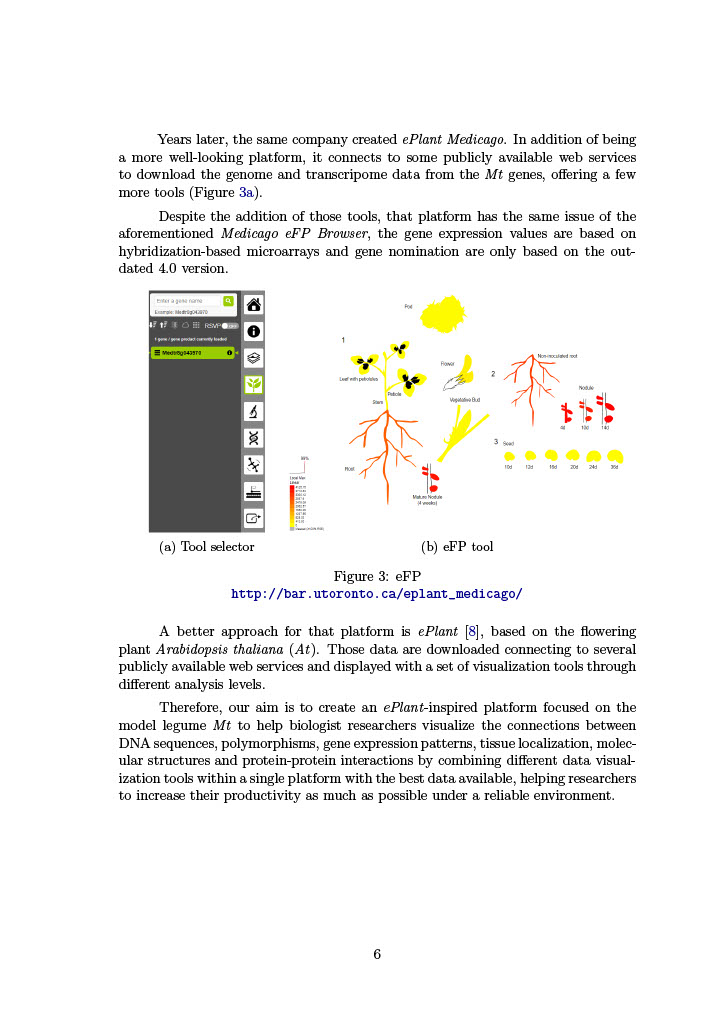 Years later, the same company created ePlant Medicago. In addition of being
a more well-looking platform, it connects to some publicly available web services
to download the genome and transcripome data from the Mt genes, offering a few
more tools (Figure 3a).
Despite the addition of those tools, that platform has the same issue of the
aforementioned Medicago eFP Browser, the gene expression values are based on
hybridization-based microarrays and gene nomination are only based on the out-
dated 4.0 version.
Enter a gene name
Example: Medtr8g043970
RSVP OFF
1 gene / gene product currently loaded
Medtr8g043970
99%
Local Max
Linear
Pod
1
Leaf with petiolules
Petiole
Stem
Flower
Vegetative Bud
Root
Mature Nodule
(4 weeks)
2
Non-inoculated root
Nodule
4d 10d 14d
3 Seed
10d 12d 16d 20d 24d 36d
(a) Tool selector
(b) eFP tool
Figure 3: eFP
http://bar.utoronto.ca/eplant_medicago/
A better approach for that platform is ePlant [8], based on the flowering
plant Arabidopsis thaliana (At). Those data are downloaded connecting to several
publicly available web services and displayed with a set of visualization tools through
different analysis levels.
Therefore, our aim is to create an ePlant-inspired platform focused on the
model legume Mt to help biologist researchers visualize the connections between
DNA sequences, polymorphisms, gene expression patterns, tissue localization, molec-
ular structures and protein-protein interactions by combining different data visual-
ization tools within a single platform with the best data available, helping researchers
to increase their productivity as much as possible under a reliable environment.
6